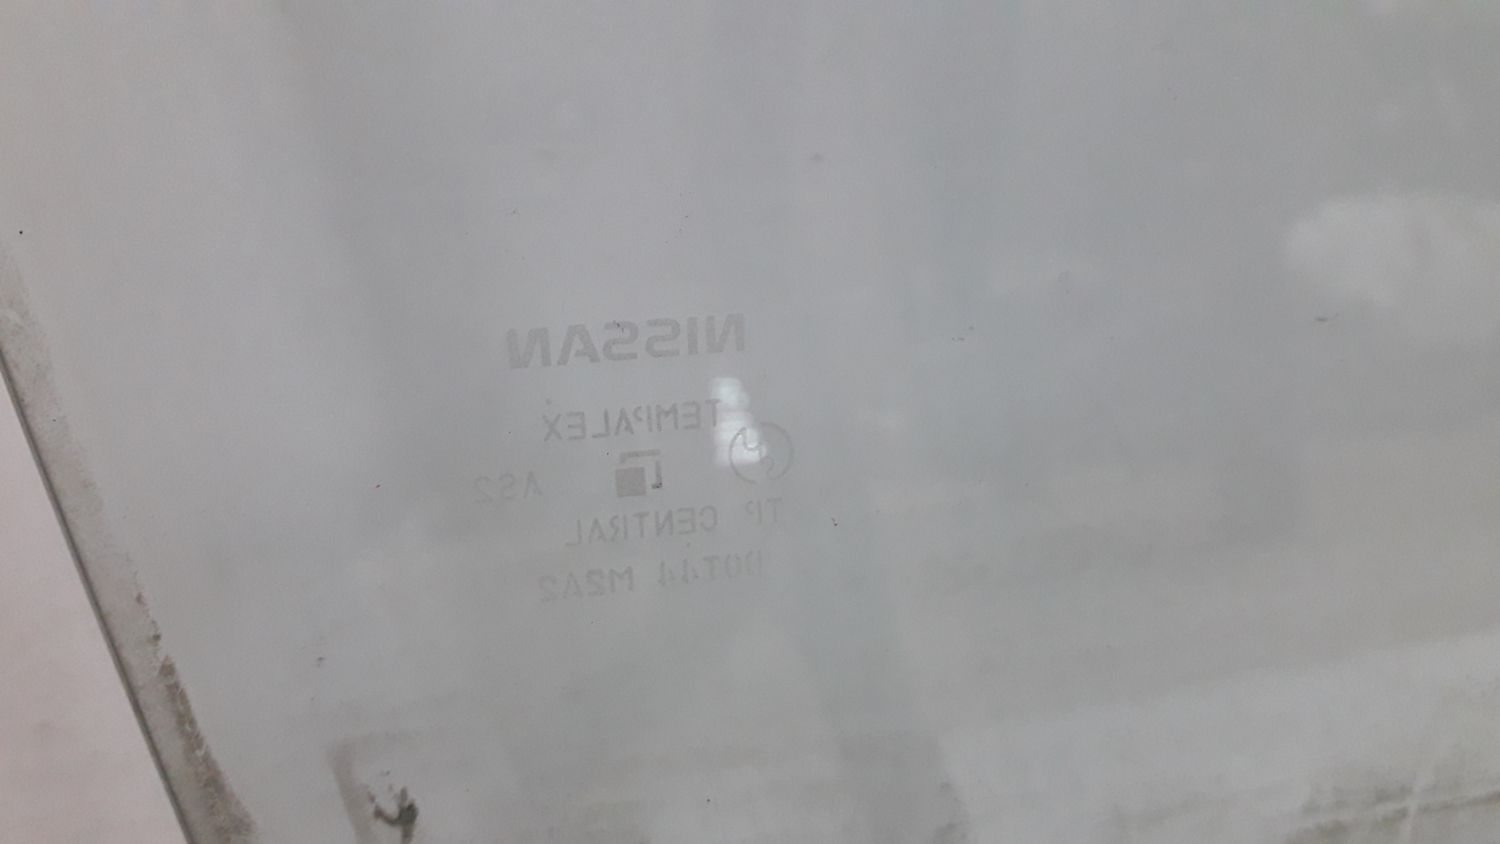 NISSAN
TEMPALEX
AS2
TP CENTRAL
DOT44 M2A2